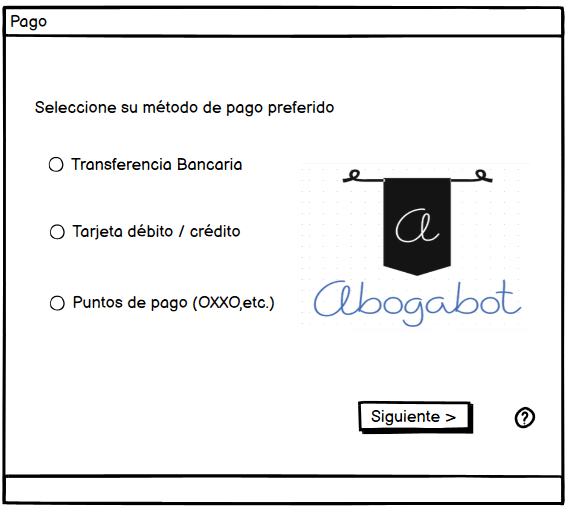 Pago
Seleccione su método de pago preferido
Transferencia Bancaria
Tarjeta débito / crédito
Puntos de pago (OXXO,etc.)
a
Abogabot
Siguiente >
?